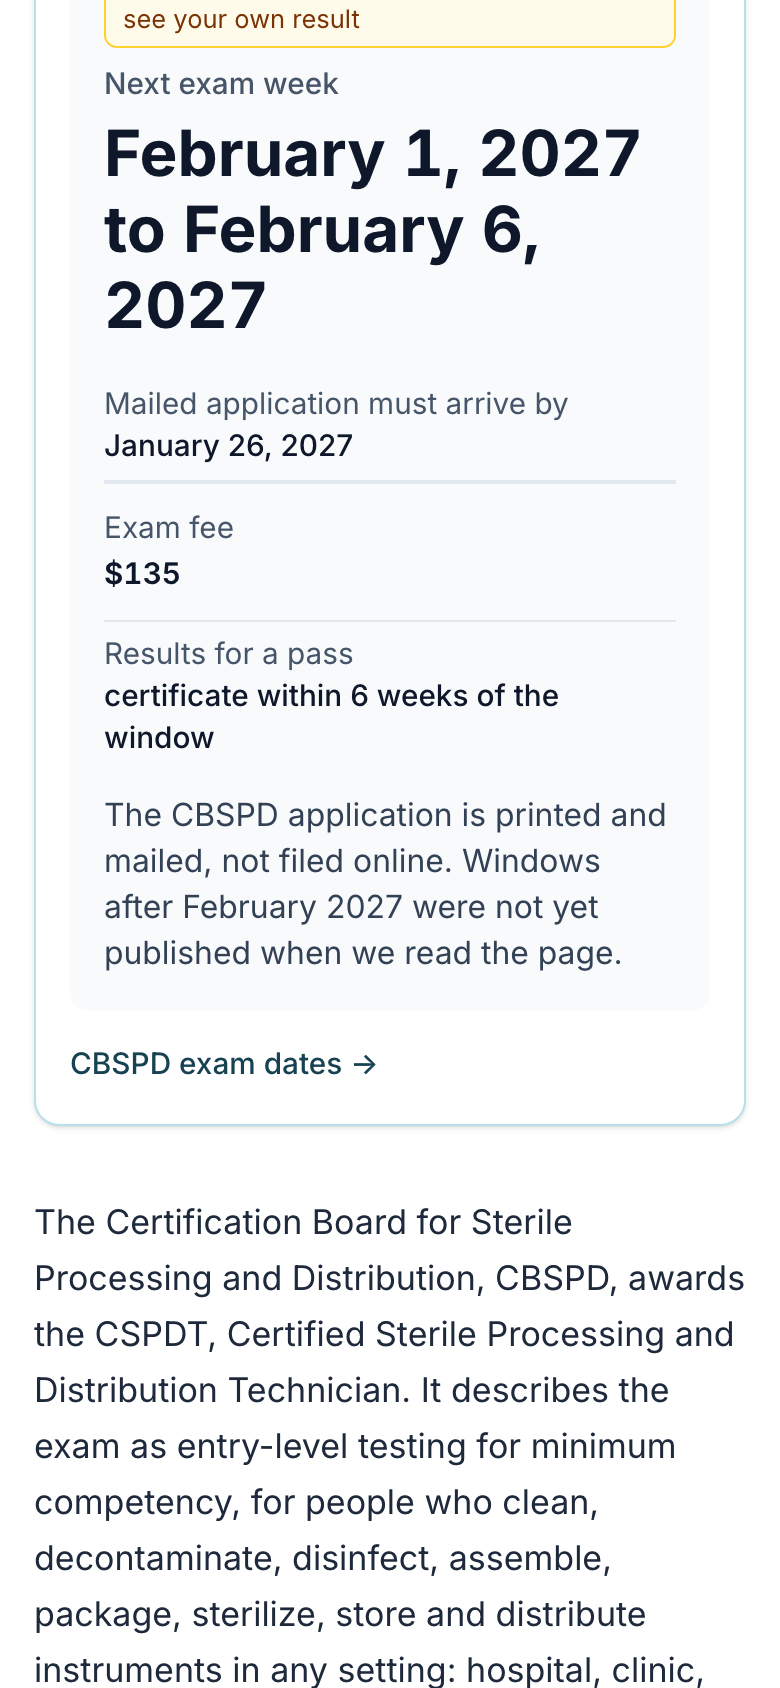 see your own result
Next exam week
February 1, 2027
to February 6,
2027
Mailed application must arrive by
January 26, 2027
Exam fee
$135
Results for a pass
certificate within 6 weeks of the
window
The CBSPD application is printed and
mailed, not filed online. Windows
after February 2027 were not yet
published when we read the page.
CBSPD exam dates →
The Certification Board for Sterile
Processing and Distribution, CBSPD, awards
the CSPDT, Certified Sterile Processing and
Distribution Technician. It describes the
exam as entry-level testing for minimum
competency, for people who clean,
decontaminate, disinfect, assemble,
package, sterilize, store and distribute
instruments in any setting: hospital, clinic,